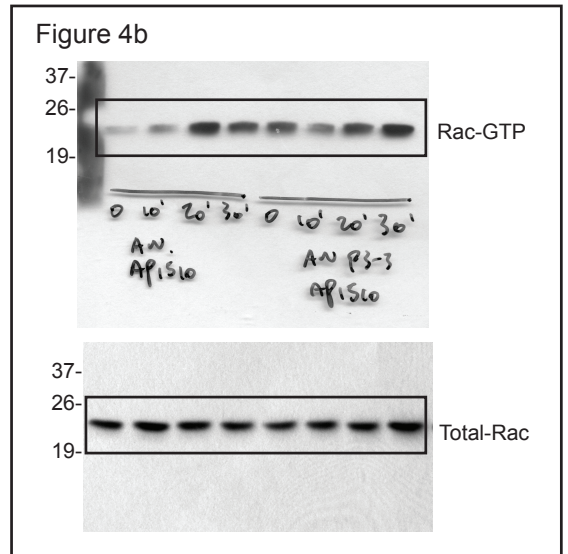 Figure 4b
37-
26-
Rac-GTP
19-
0 10' 20' 30' 0 10' 20' 30'
AN. AN β3-3
AP1510 AP1510
37-
26-
Total-Rac
19-